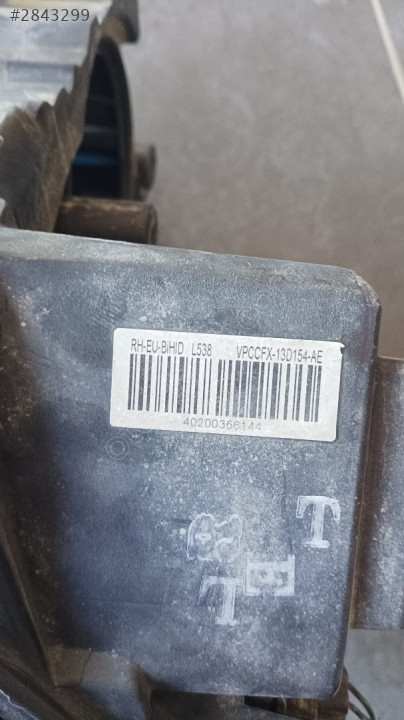 #2843299
RH-EU-BIHID L538 VPCCFX-13D154-AE
40200366144
T
E
T